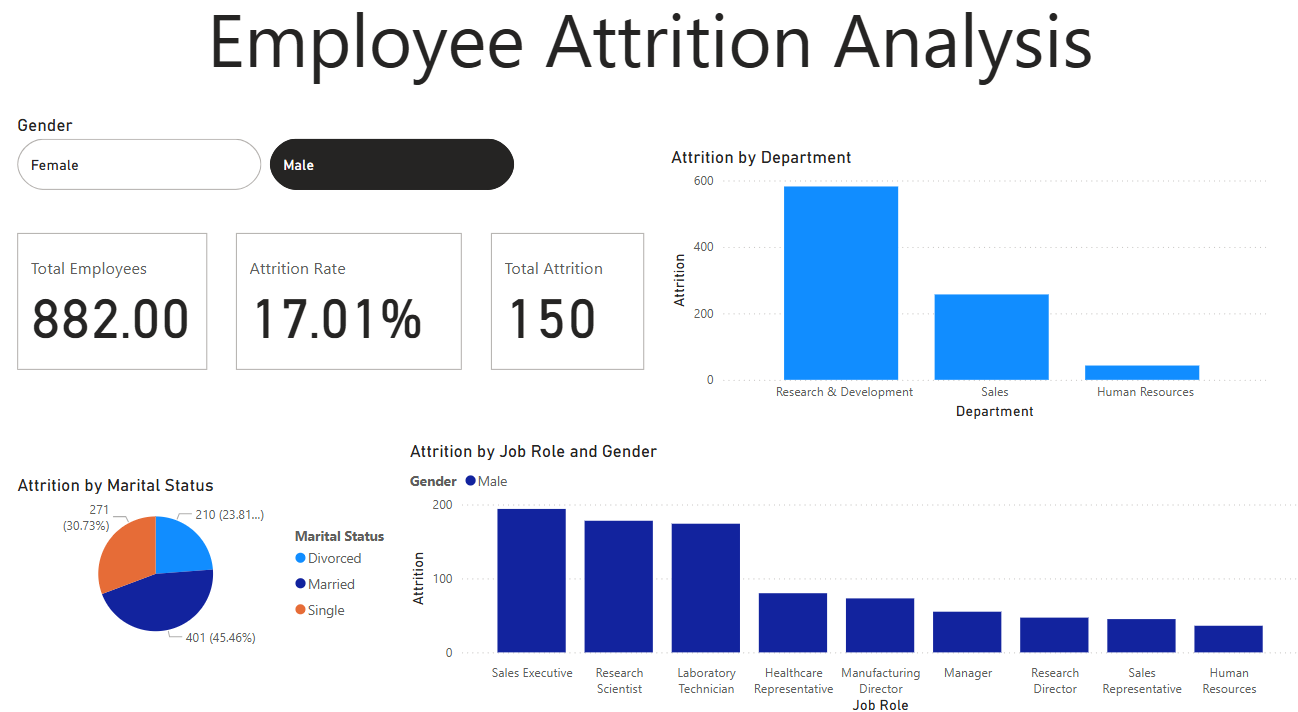 Employee Attrition Analysis
Gender
Female
Male
Total Employees
882.00
Attrition Rate
17.01%
Total Attrition
150
Attrition by Department
Attrition
600
400
200
0
Research & Development
Sales
Human Resources
Department
Attrition by Marital Status
271
(30.73%)
210 (23.81...)
401 (45.46%)
Marital Status
Divorced
Married
Single
Attrition by Job Role and Gender
Gender
Male
Attrition
200
100
0
Sales Executive
Research
Scientist
Laboratory
Technician
Healthcare
Representative
Manufacturing
Director
Manager
Research
Director
Sales
Representative
Human
Resources
Job Role